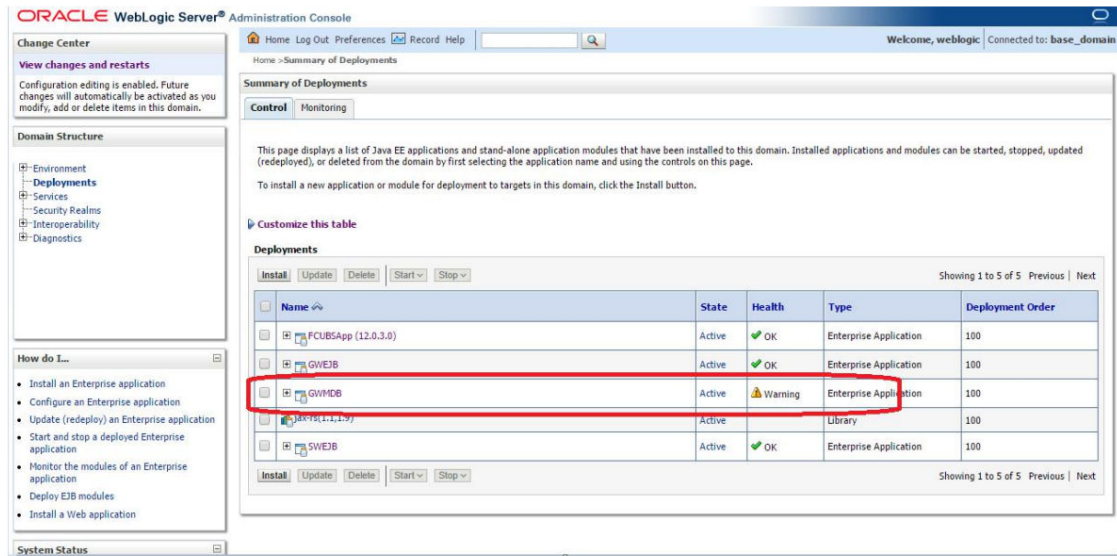 ORACLE WebLogic Server® Administration Console
Change Center
View changes and restarts
Configuration editing is enabled. Future
changes will automatically be activated as you
modify, add or delete items in this domain.
Domain Structure
Environment
Deployments
Services
Security Realms
Interoperability
Diagnostics
How do I...
Install an Enterprise application
Configure an Enterprise application
Update (redeploy) an Enterprise application
Start and stop a deployed Enterprise
application
Monitor the modules of an Enterprise
application
Deploy EJB modules
Install a Web application
System Status
Home Log Out Preferences Record Help
Welcome, weblogic Connected to: base_domain
Home >Summary of Deployments
Summary of Deployments
Control Monitoring
This page displays a list of Java EE applications and stand-alone application modules that have been installed to this domain. Installed applications and modules can be started, stopped, updated
(redeployed), or deleted from the domain by first selecting the application name and using the controls on this page.
To install a new application or module for deployment to targets in this domain, click the Install button.
Customize this table
Deployments
Install Update Delete Start Stop Showing 1 to 5 of 5 Previous | Next
Name State Health Type Deployment Order
FCUBSApp (12.0.3.0) Active OK Enterprise Application 100
GWEJB Active OK Enterprise Application 100
GWMDB Active Warning Enterprise Application 100
jax-rs(1.1,1.9) Active Library 100
SWEJB Active OK Enterprise Application 100
Install Update Delete Start Stop Showing 1 to 5 of 5 Previous | Next